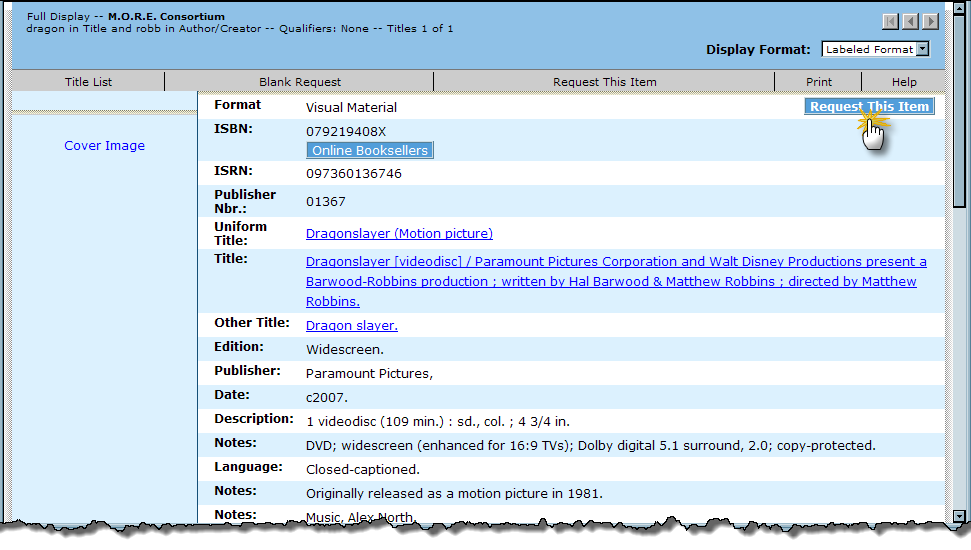 Full Display -- M.O.R.E. Consortium
dragon in Title and robb in Author/Creator -- Qualifiers: None -- Titles 1 of 1
Display Format: Labeled Format
Title List Blank Request Request This Item Print Help
Format Visual Material Request This Item
Cover Image
ISBN: 079219408X
Online Booksellers
ISRN: 097360136746
Publisher
Nbr.: 01367
Uniform
Title: Dragonslayer (Motion picture)
Title: Dragonslayer [videodisc] / Paramount Pictures Corporation and Walt Disney Productions present a
Barwood-Robbins production ; written by Hal Barwood & Matthew Robbins ; directed by Matthew
Robbins.
Other Title: Dragon slayer.
Edition: Widescreen.
Publisher: Paramount Pictures,
Date: c2007.
Description: 1 videodisc (109 min.) : sd., col. ; 4 3/4 in.
Notes: DVD; widescreen (enhanced for 16:9 TVs); Dolby digital 5.1 surround, 2.0; copy-protected.
Language: Closed-captioned.
Notes: Originally released as a motion picture in 1981.
Notes: Music, Alex North.